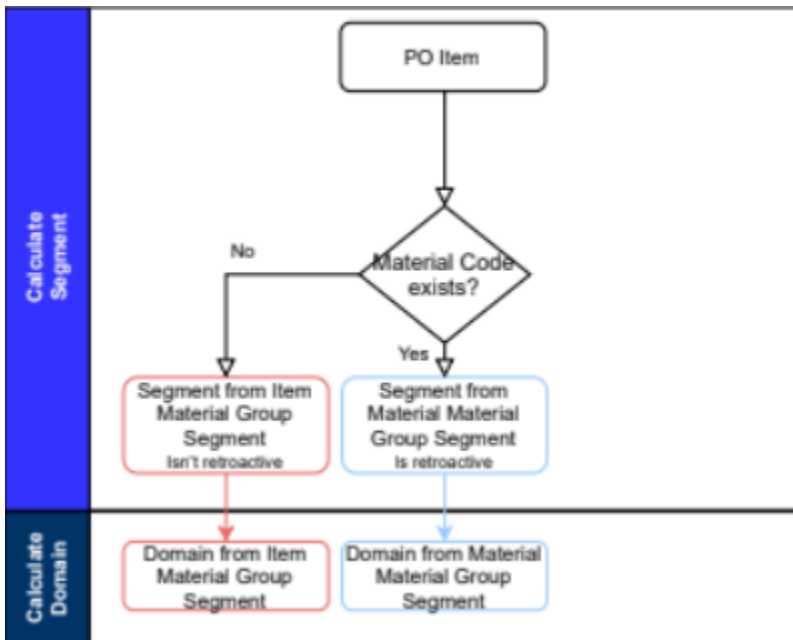 Calculate
Segment
PO Item
Material Code
exists?
No
Yes
Segment from Item
Material Group
Segment
Isn't retroactive
Segment from
Material Material
Group Segment
Is retroactive
Calculate
Domain
Domain from Item
Material Group
Segment
Domain from Material
Material Group
Segment